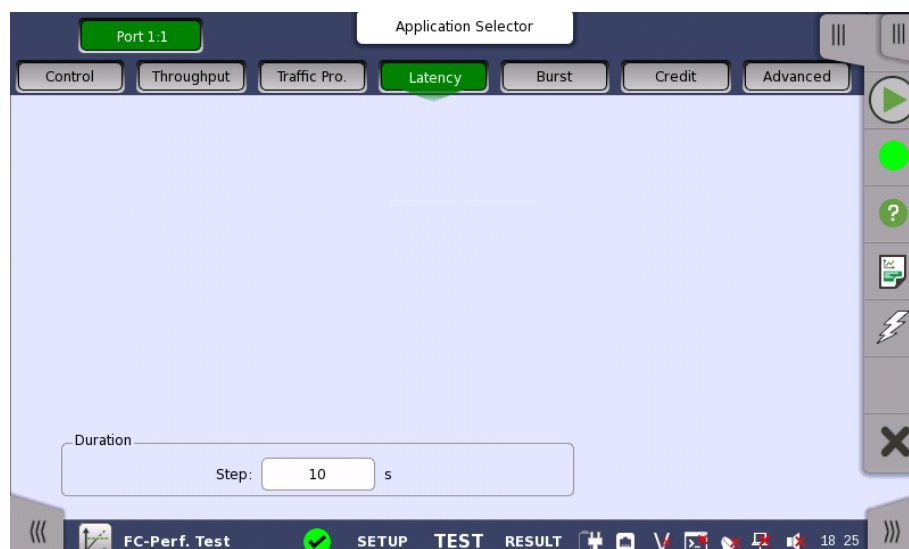 Port 1:1
Application Selector
Control Throughput Traffic Pro. Latency Burst Credit Advanced
Duration
Step: 10 s
FC-Perf. Test SETUP TEST RESULT 18 25